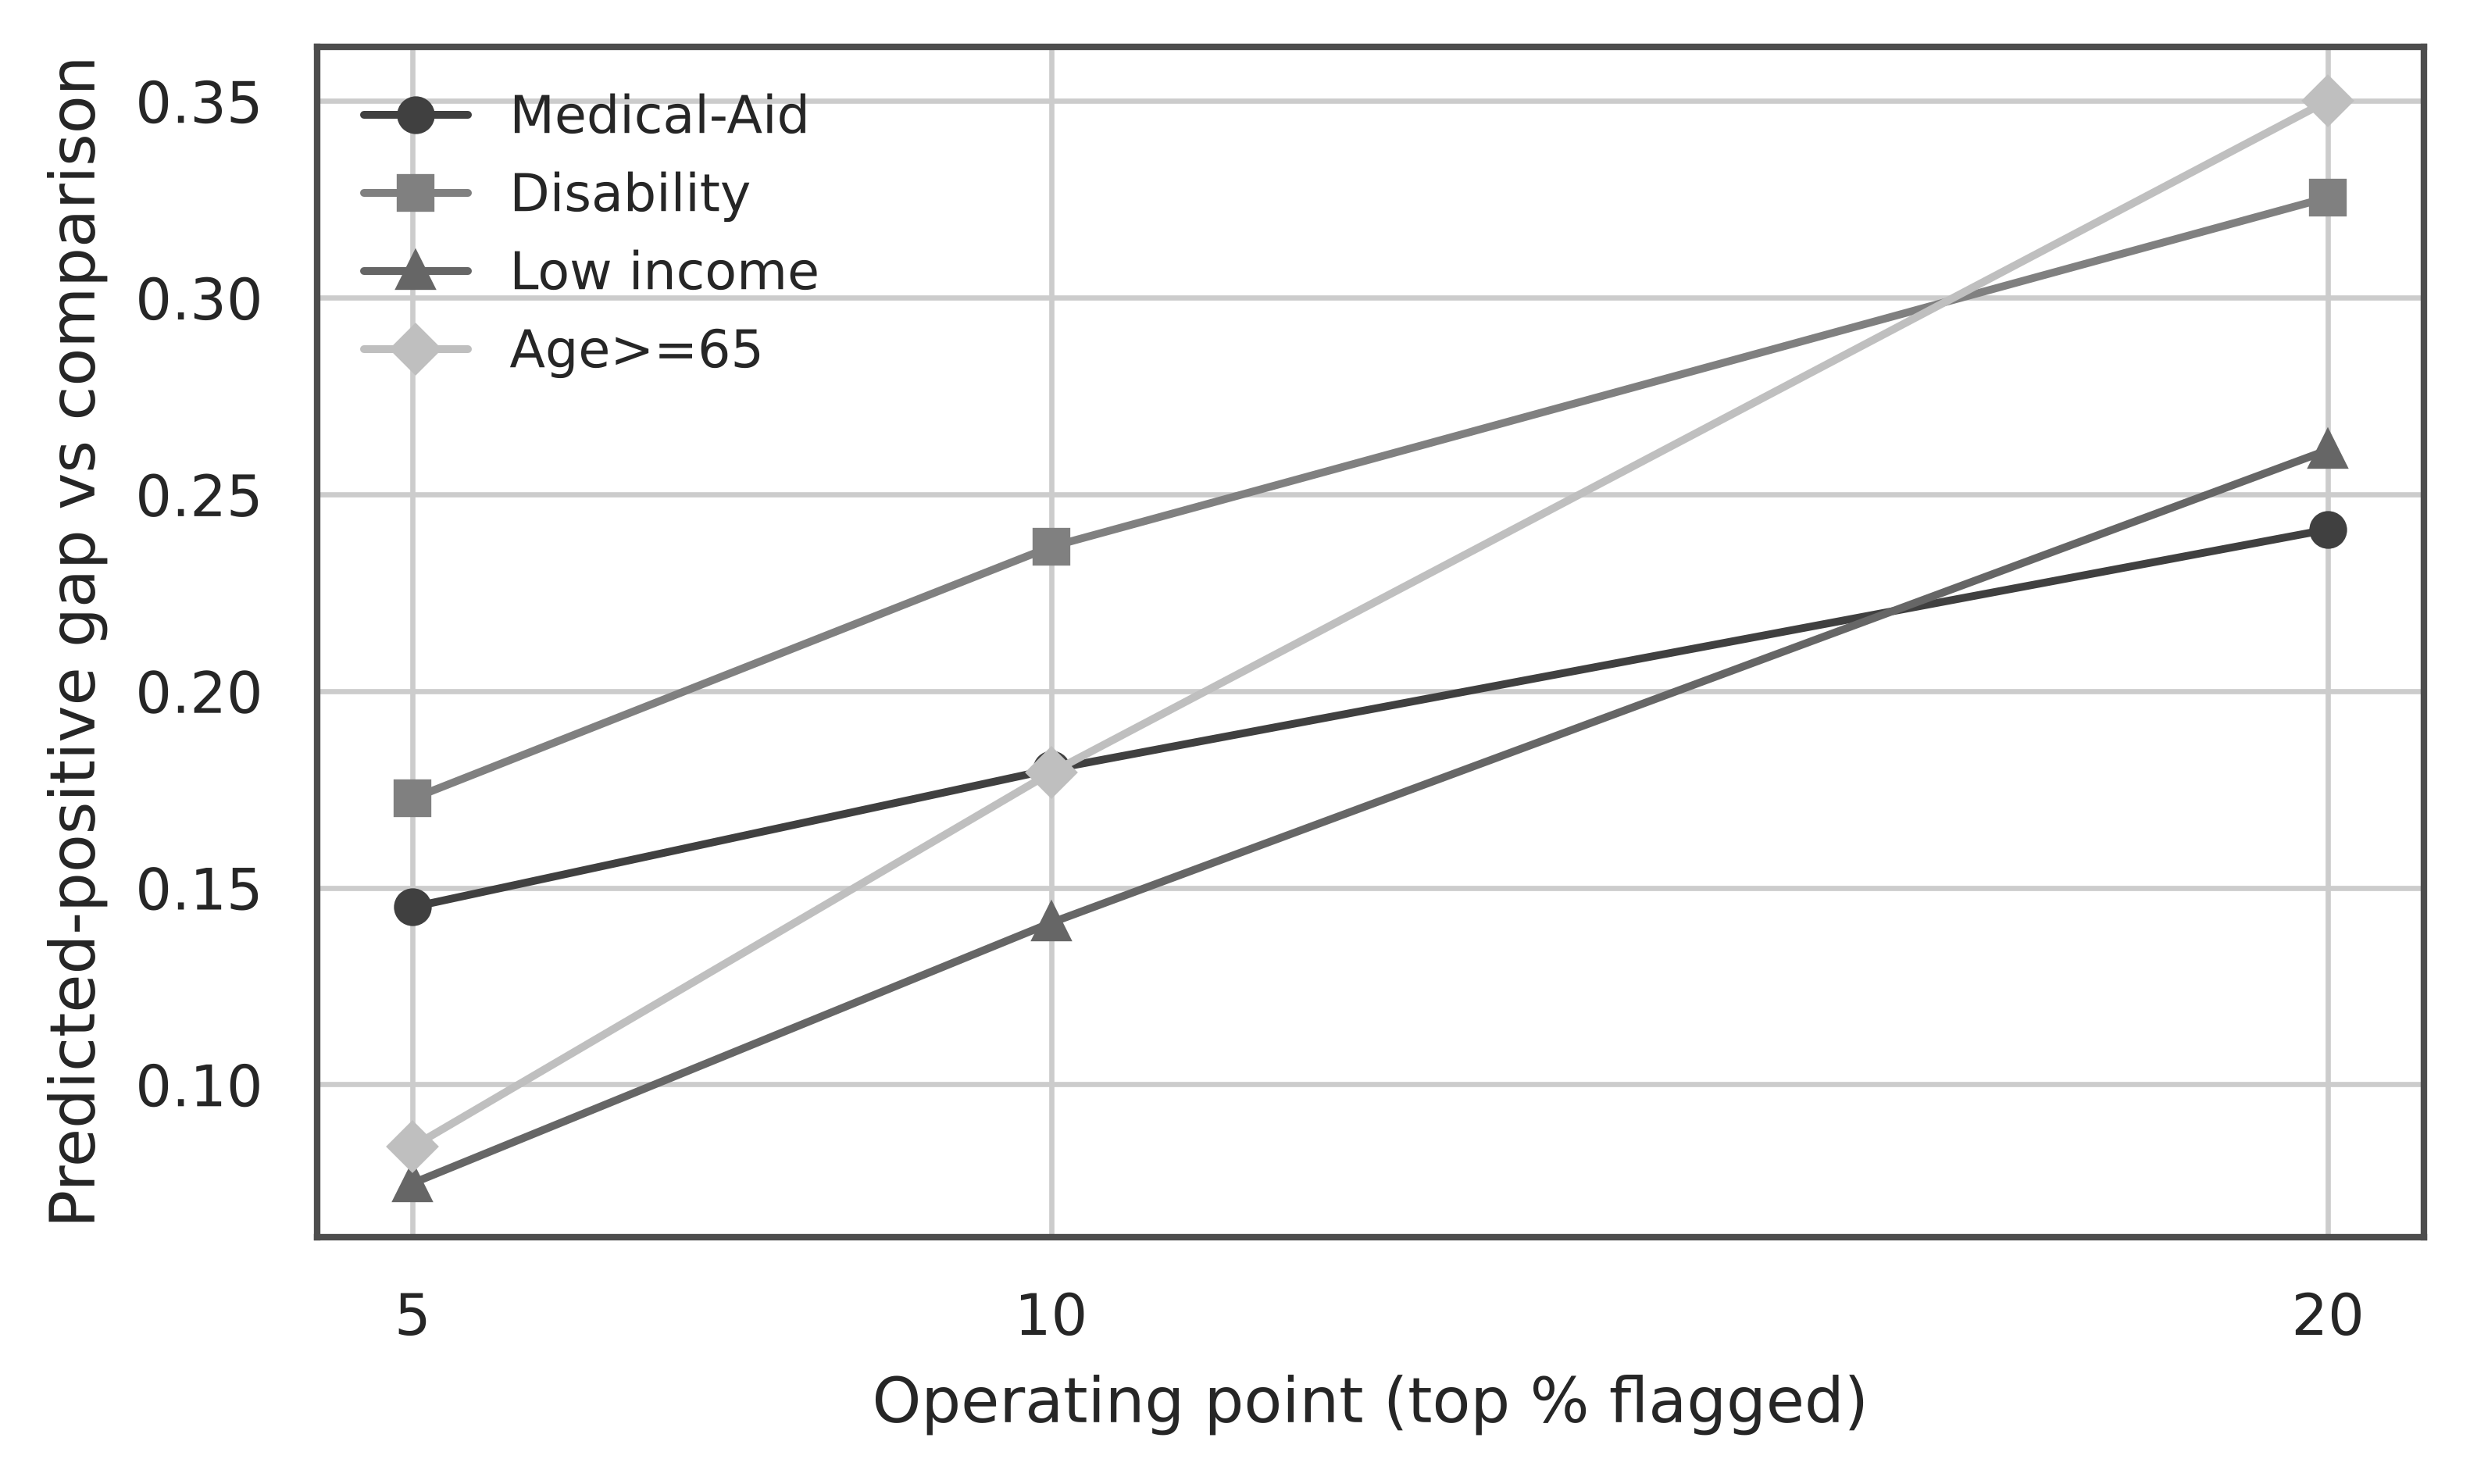 Predicted-positive gap vs comparison
0.35
0.30
0.25
0.20
0.15
0.10
Medical-Aid
Disability
Low income
Age>=65
5 10 20
Operating point (top % flagged)